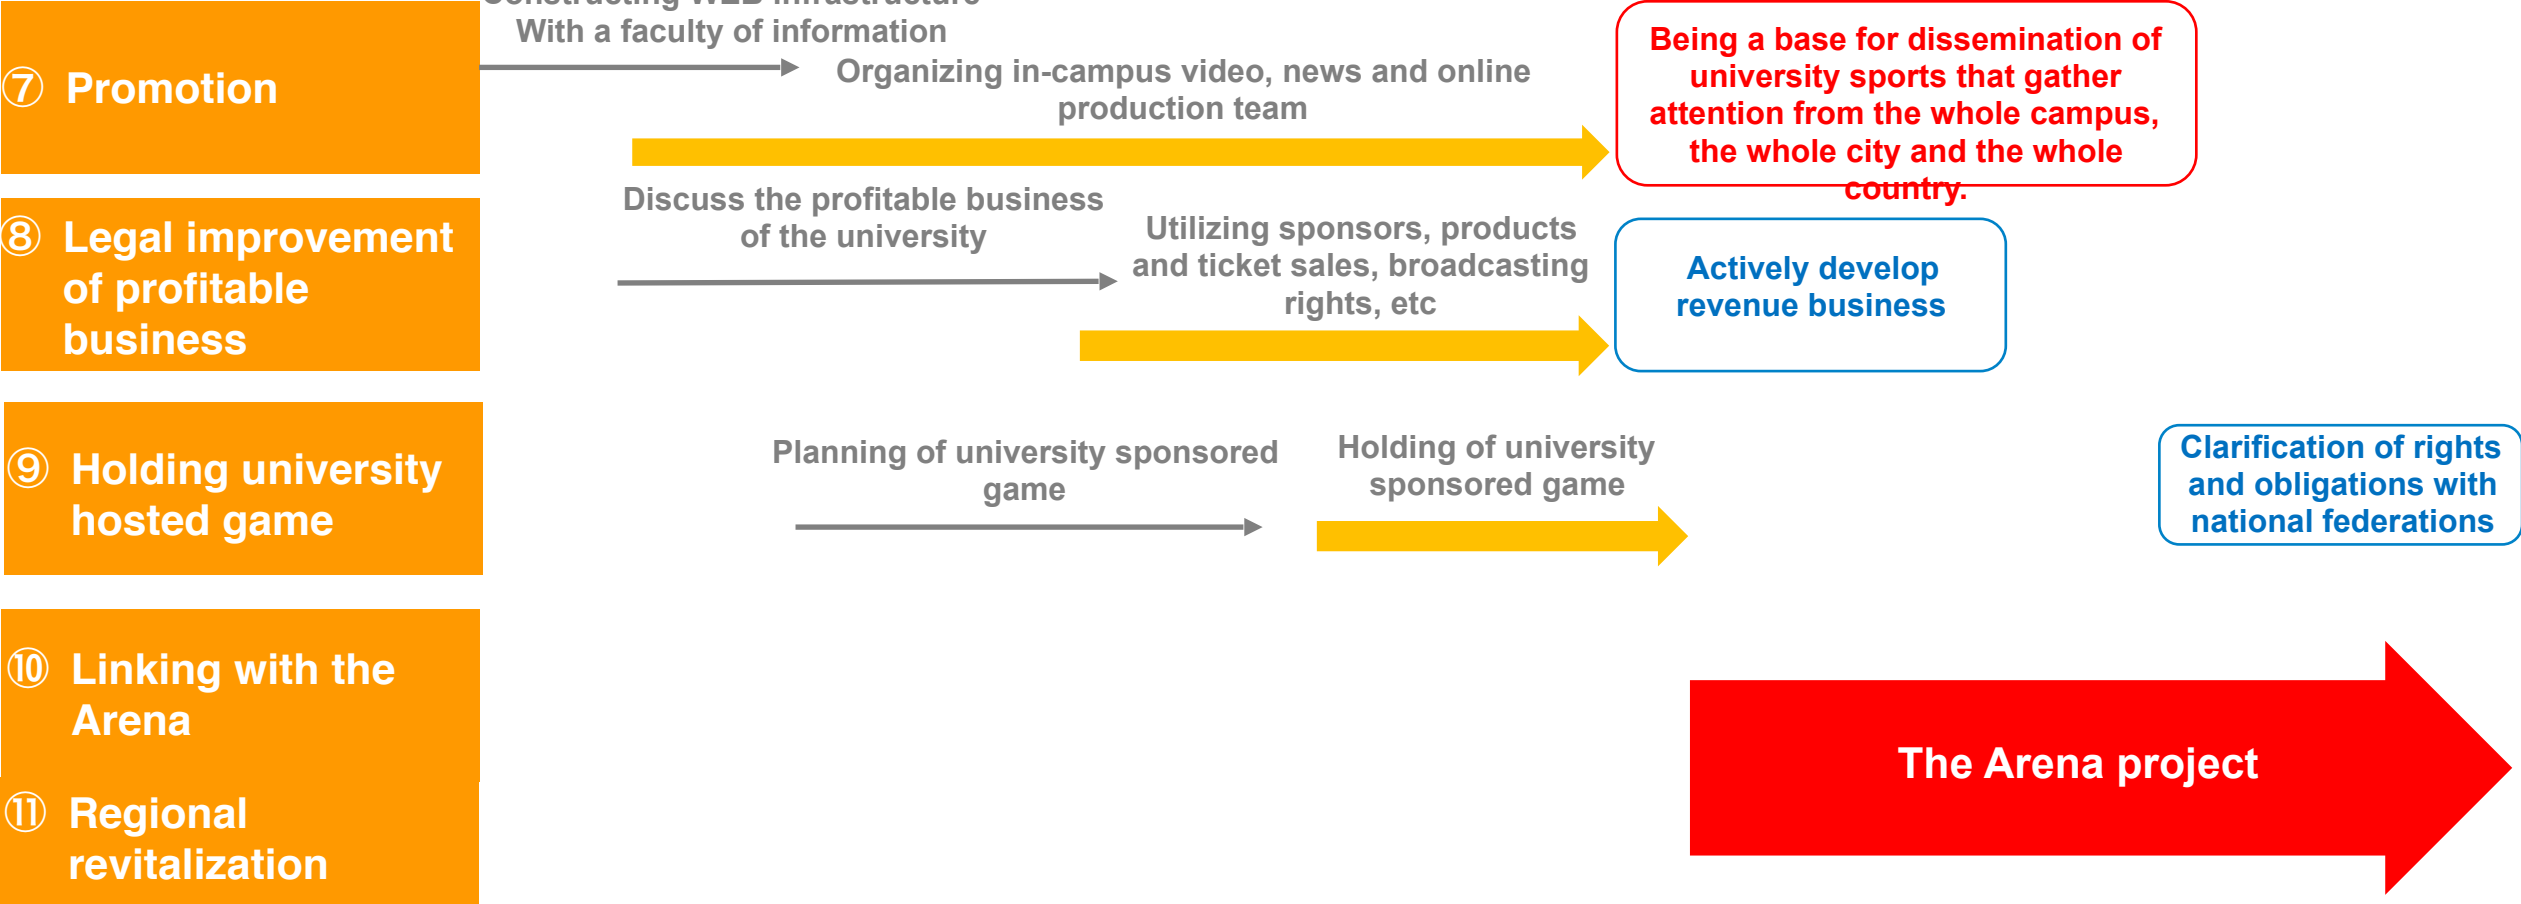 Constructing WEB infrastructure
With a faculty of information
⑦ Promotion
Organizing in-campus video, news and online
production team
Being a base for dissemination of
university sports that gather
attention from the whole campus,
the whole city and the whole
country.
⑧ Legal improvement
of profitable
business
Discuss the profitable business
of the university
Utilizing sponsors, products
and ticket sales, broadcasting
rights, etc
Actively develop
revenue business
⑨ Holding university
hosted game
Planning of university sponsored
game
Holding of university
sponsored game
Clarification of rights
and obligations with
national federations
⑩ Linking with the
Arena
The Arena project
⑪ Regional
revitalization